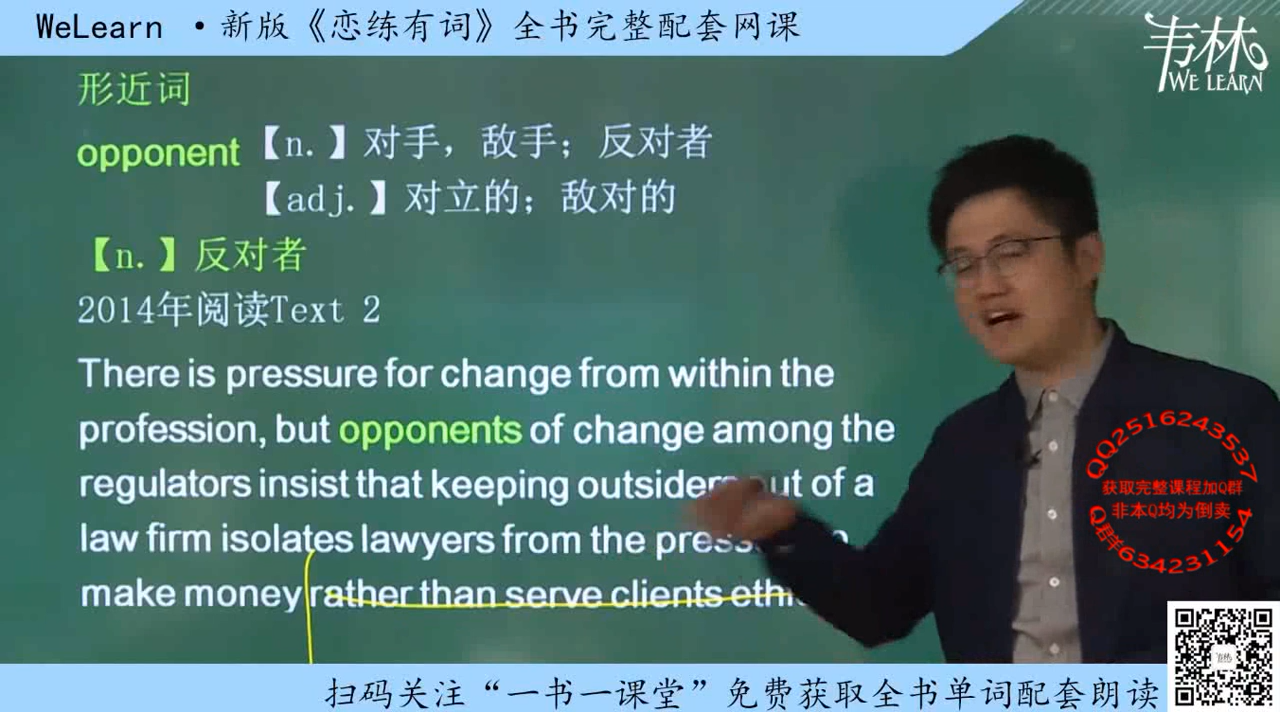 WeLearn ·新版《恋练有词》全书完整配套网课
韦林
WE LEARN
形近词
opponent 【n.】对手，敌手；反对者
【adj.】对立的；敌对的
【n.】反对者
2014年阅读Text 2
There is pressure for change from within the
profession, but opponents of change among the
regulators insist that keeping outsiders out of a
law firm isolates lawyers from the
make money rather than serve clients
QQ2516243537
获取完整课程加Q群
非本Q均为倒卖
Q群634231154
扫码关注“一书一课堂”免费获取全书单词配套朗读